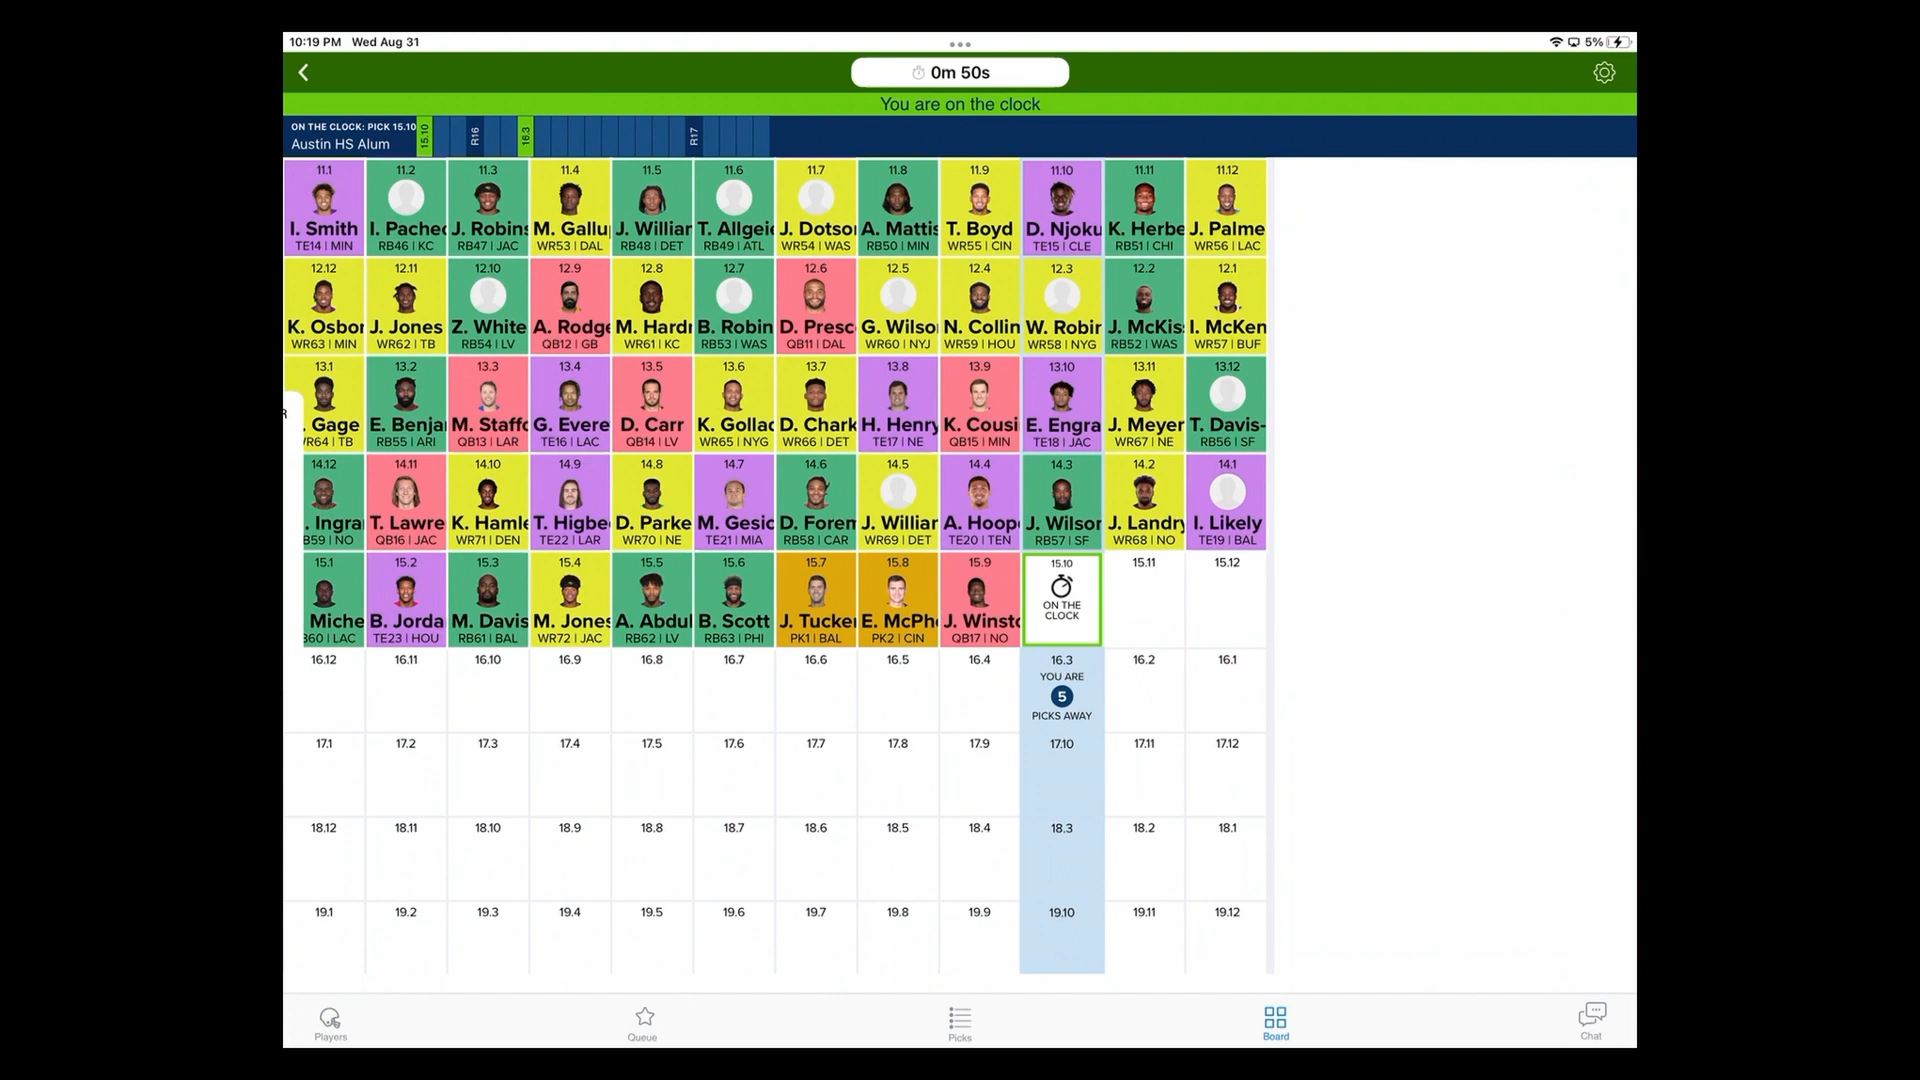 10:19 PM Wed Aug 31
5%
0m 50s
You are on the clock
ON THE CLOCK: PICK 15.10
Austin HS Alum
15.10
R16
16.3
R17
11.1 11.2 11.3 11.4 11.5 11.6 11.7 11.8 11.9 11.10 11.11 11.12
I. Smith I. Pachec J. Robins M. Gallu J. Williar T. Allgeie J. Dotso A. Mattis T. Boyd D. Njoku K. Herbe J. Palme
TE14 | MIN RB46 | KC RB47 | JAC WR53 | DAL RB48 | DET RB49 | ATL WR54 | WAS RB50 | MIN WR55 | CIN TE15 | CLE RB51 | CHI WR56 | LAC
12.12 12.11 12.10 12.9 12.8 12.7 12.6 12.5 12.4 12.3 12.2 12.1
K. Osbor J. Jones Z. White A. Rodge M. Hardr B. Robin D. Presc G. Wilso N. Collin W. Robir J. McKis I. McKen
WR63 | MIN WR62 | TB RB54 | LV QB12 | GB WR61 | KC RB53 | WAS QB11 | DAL WR60 | NYJ WR59 | HOU WR58 | NYG RB52 | WAS WR57 | BUF
13.1 13.2 13.3 13.4 13.5 13.6 13.7 13.8 13.9 13.10 13.11 13.12
R
. Gage E. Benja M. Staffo G. Evere D. Carr K. Gollac D. Chark H. Henry K. Cousi E. Engra J. Meyer T. Davis-
WR64 | TB RB55 | ARI QB13 | LAR TE16 | LAC QB14 | LV WR65 | NYG WR66 | DET TE17 | NE QB15 | MIN TE18 | JAC WR67 | NE RB56 | SF
14.12 14.11 14.10 14.9 14.8 14.7 14.6 14.5 14.4 14.3 14.2 14.1
. Ingra T. Lawre K. Hamle T. Higbe D. Parke M. Gesic D. Forem J. Williar A. Hoop J. Wilsor J. Landry I. Likely
B59 | NO QB16 | JAC WR71 | DEN TE22 | LAR WR70 | NE TE21 | MIA RB58 | CAR WR69 | DET TE20 | TEN RB57 | SF WR68 | NO TE19 | BAL
15.1 15.2 15.3 15.4 15.5 15.6 15.7 15.8 15.9 15.10 15.11 15.12
ON THE
CLOCK
Miche B. Jorda M. Davis M. Jones A. Abdul B. Scott J. Tucker E. McPh J. Winsto
B60 | LAC TE23 | HOU RB61 | BAL WR72 | JAC RB62 | LV RB63 | PHI PK1 | BAL PK2 | CIN QB17 | NO
16.12 16.11 16.10 16.9 16.8 16.7 16.6 16.5 16.4 16.3 16.2 16.1
YOU ARE
5
PICKS AWAY
17.1 17.2 17.3 17.4 17.5 17.6 17.7 17.8 17.9 17.10 17.11 17.12
18.12 18.11 18.10 18.9 18.8 18.7 18.6 18.5 18.4 18.3 18.2 18.1
19.1 19.2 19.3 19.4 19.5 19.6 19.7 19.8 19.9 19.10 19.11 19.12
Players Queue Picks Board Chat